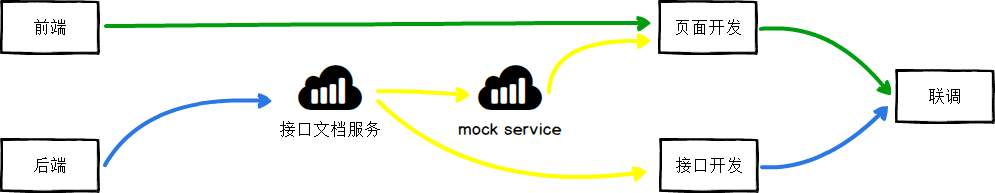 前端
页面开发
联调
接口文档服务
mock service
后端
接口开发